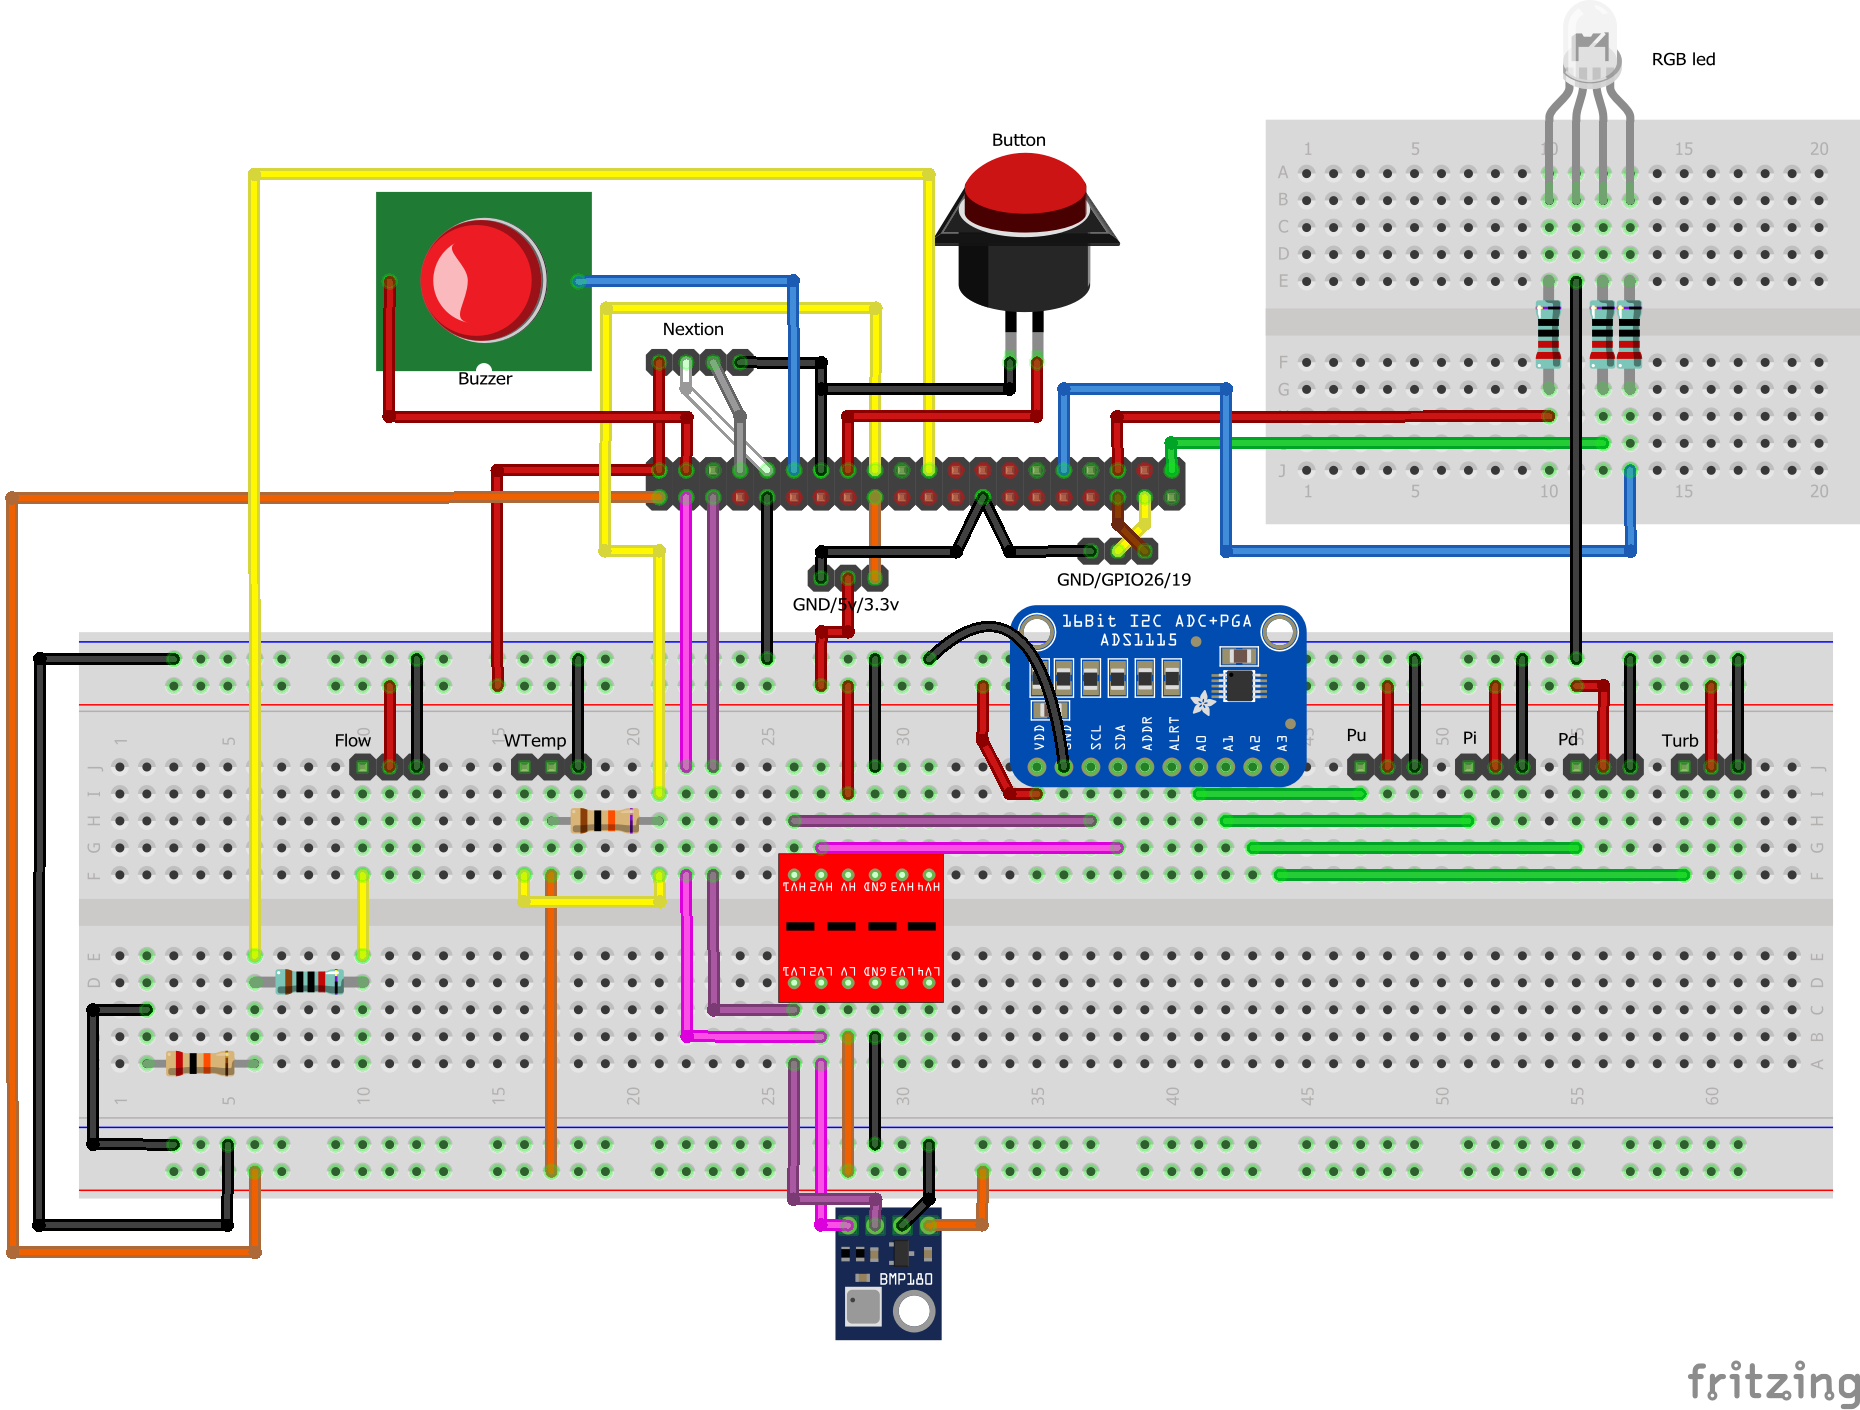 RGB led
Button
1 5 10 15 20
A
B
C
D
E
Nextion
Buzzer
F
G
J
1 5 10 15 20
GND/GPIO26/19
GND/5v/3.3v
16Bit I2C ADC+PGA
ADS1115
VDD GND SCL SDA ADDR ALRT A0 A1 A2 A3
Flow
WTemp
Pu
Pi
Pd
Turb
1 5 20 25 30 45 50 55 60
J J
I I
H H
G G
F F
HV1 HV2 HV GND HV3 HV4
LV1 LV2 LV GND LV3 LV4
E E
D D
C C
B B
A A
1 5 10 15 20 25 30 35 40 45 50 55 60
BMP180
fritzing